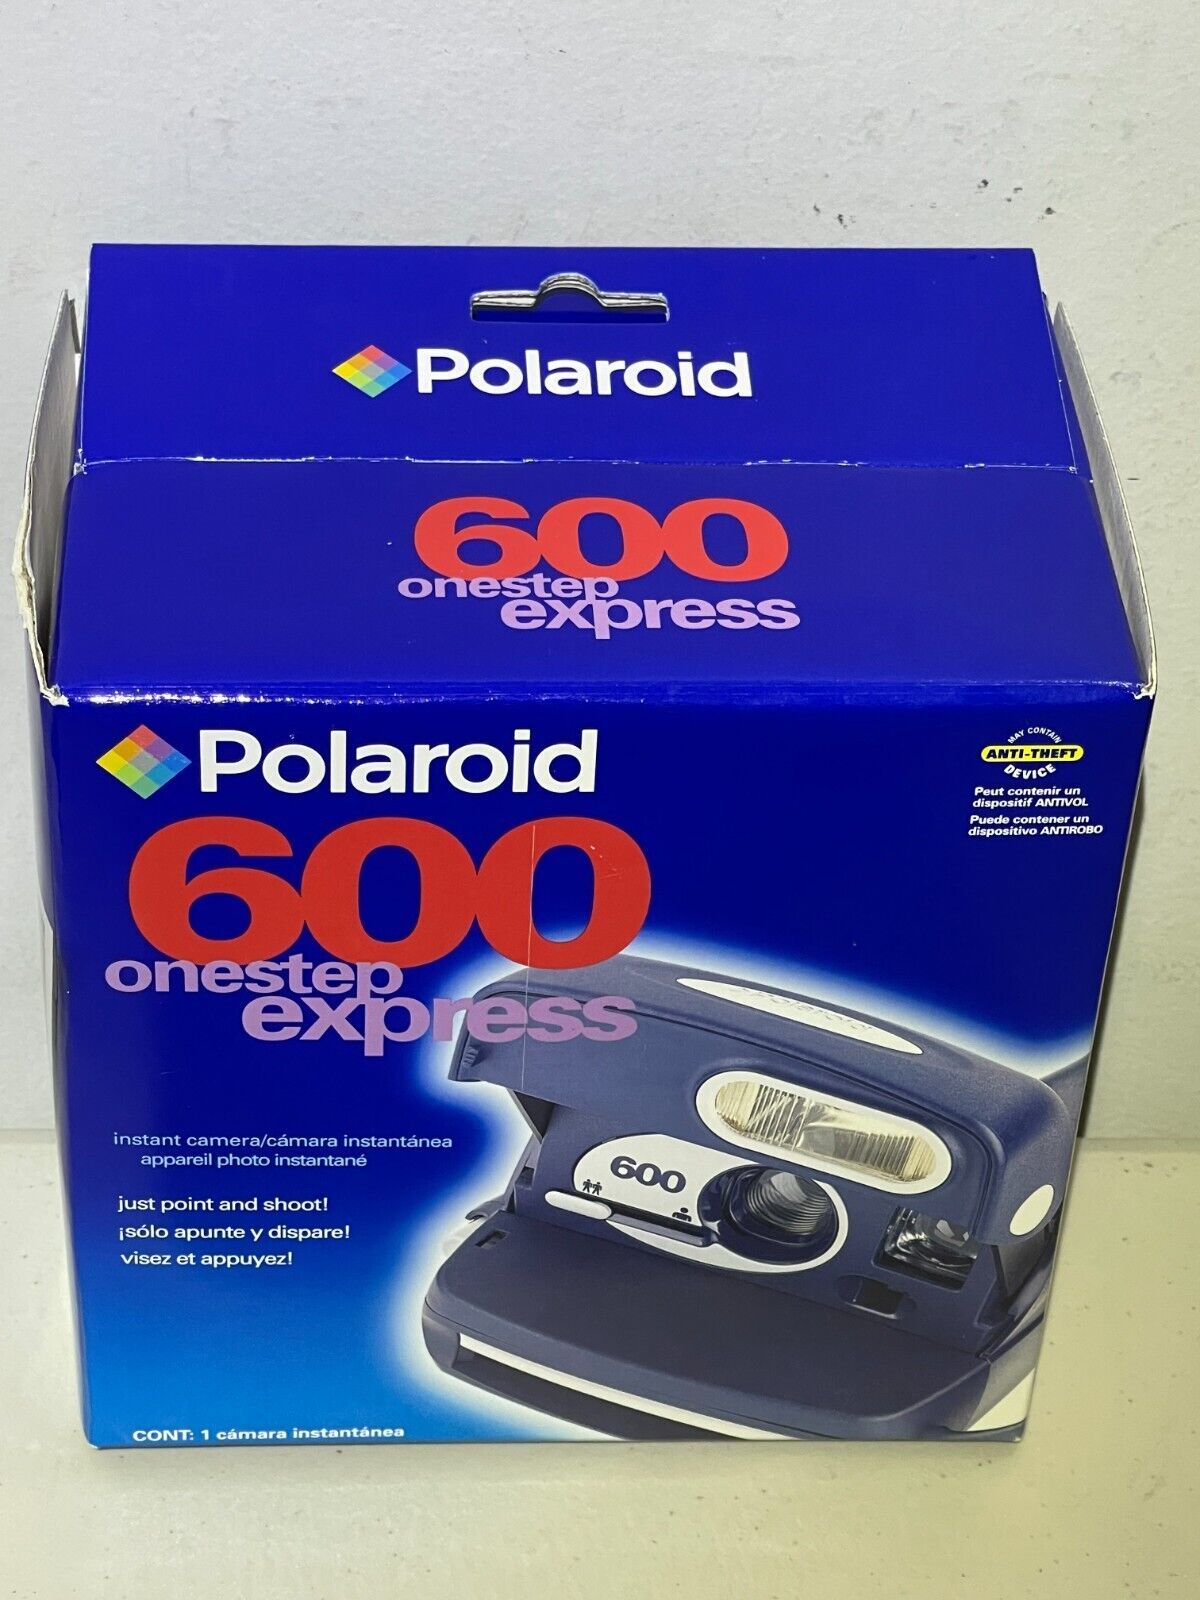 Polaroid
600
onestep
express
Polaroid
MAY CONTAIN
ANTI-THEFT
DEVICE
Peut contenir un
dispositif ANTIVOL
Puede contener un
dispositivo ANTIROBO
600
onestep
express
Polaroid
600
instant camera/cámara instantánea
appareil photo instantané
just point and shoot!
¡sólo apunte y dispare!
visez et appuyez!
CONT: 1 cámara instantánea